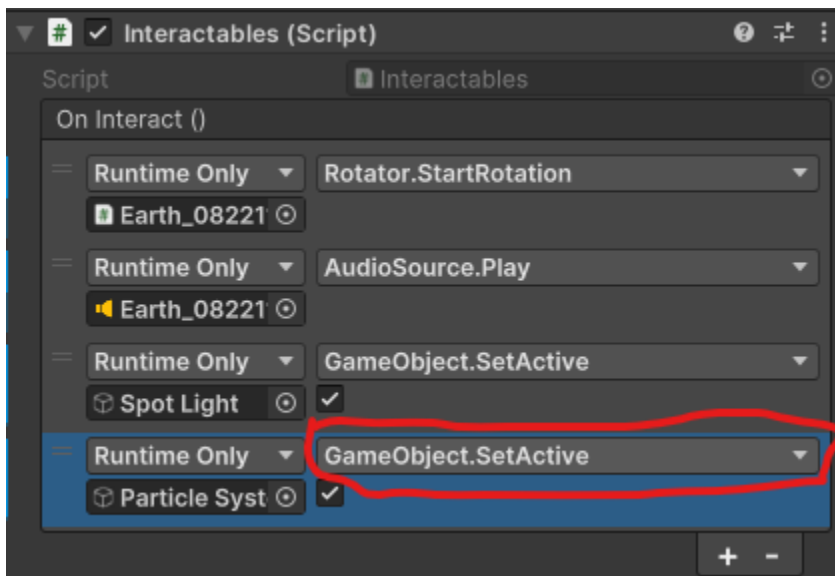 Interactables (Script)
Script Interactables
On Interact ()
Runtime Only Rotator.StartRotation
Earth_08221
Runtime Only AudioSource.Play
Earth_08221
Runtime Only GameObject.SetActive
Spot Light
Runtime Only GameObject.SetActive
Particle Syst
+ -